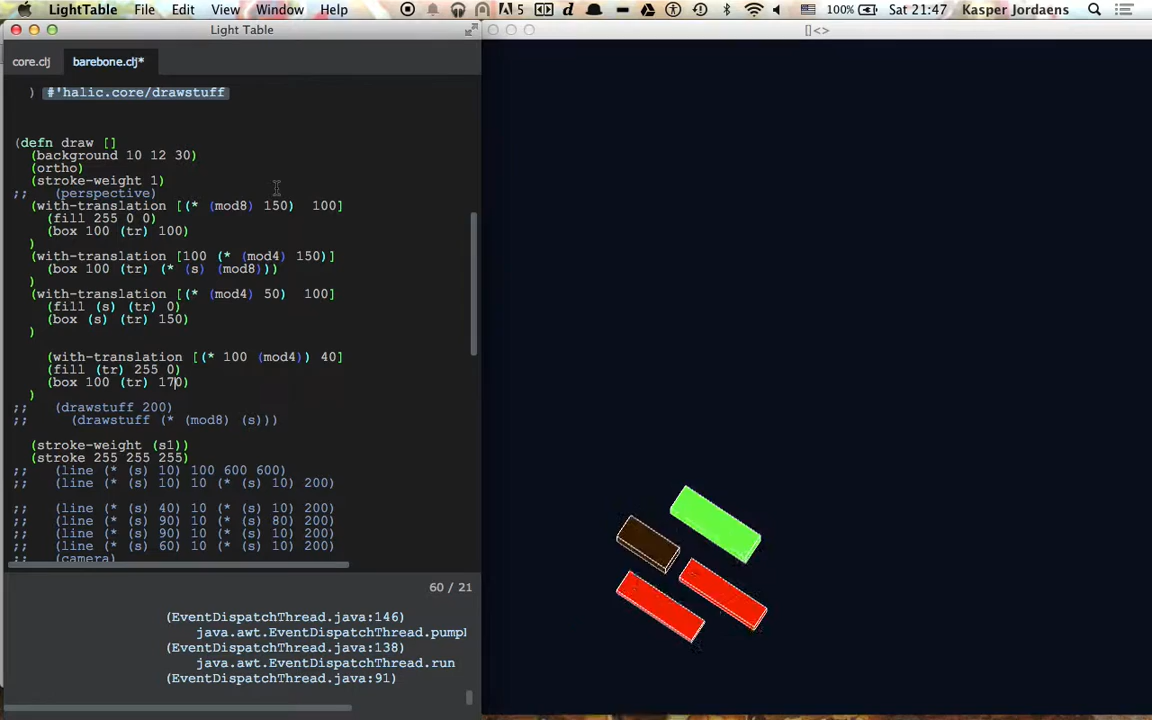 LightTable File Edit View Window Help 5 100% Sat 21:47 Kasper Jordaens
Light Table
[]<>
core.clj barebone.clj*
) #'halic.core/drawstuff
(defn draw []
(background 10 12 30)
(ortho)
(stroke-weight 1)
;; (perspective)
(with-translation [(* (mod8) 150) 100]
(fill 255 0 0)
(box 100 (tr) 100)
)
(with-translation [100 (* (mod4) 150)]
(box 100 (tr) (* (s) (mod8)))
)
(with-translation [(* (mod4) 50) 100]
(fill (s) (tr) 0)
(box (s) (tr) 150)
)
(with-translation [(* 100 (mod4)) 40]
(fill (tr) 255 0)
(box 100 (tr) 170)
)
;; (drawstuff 200)
;; (drawstuff (* (mod8) (s)))
(stroke-weight (s1))
(stroke 255 255 255)
;; (line (* (s) 10) 100 600 600)
;; (line (* (s) 10) 10 (* (s) 10) 200)
;; (line (* (s) 40) 10 (* (s) 10) 200)
;; (line (* (s) 90) 10 (* (s) 80) 200)
;; (line (* (s) 90) 10 (* (s) 10) 200)
;; (line (* (s) 60) 10 (* (s) 10) 200)
;; (camera)
60 / 21
(EventDispatchThread.java:146)
java.awt.EventDispatchThread.pumpl
(EventDispatchThread.java:138)
java.awt.EventDispatchThread.run
(EventDispatchThread.java:91)